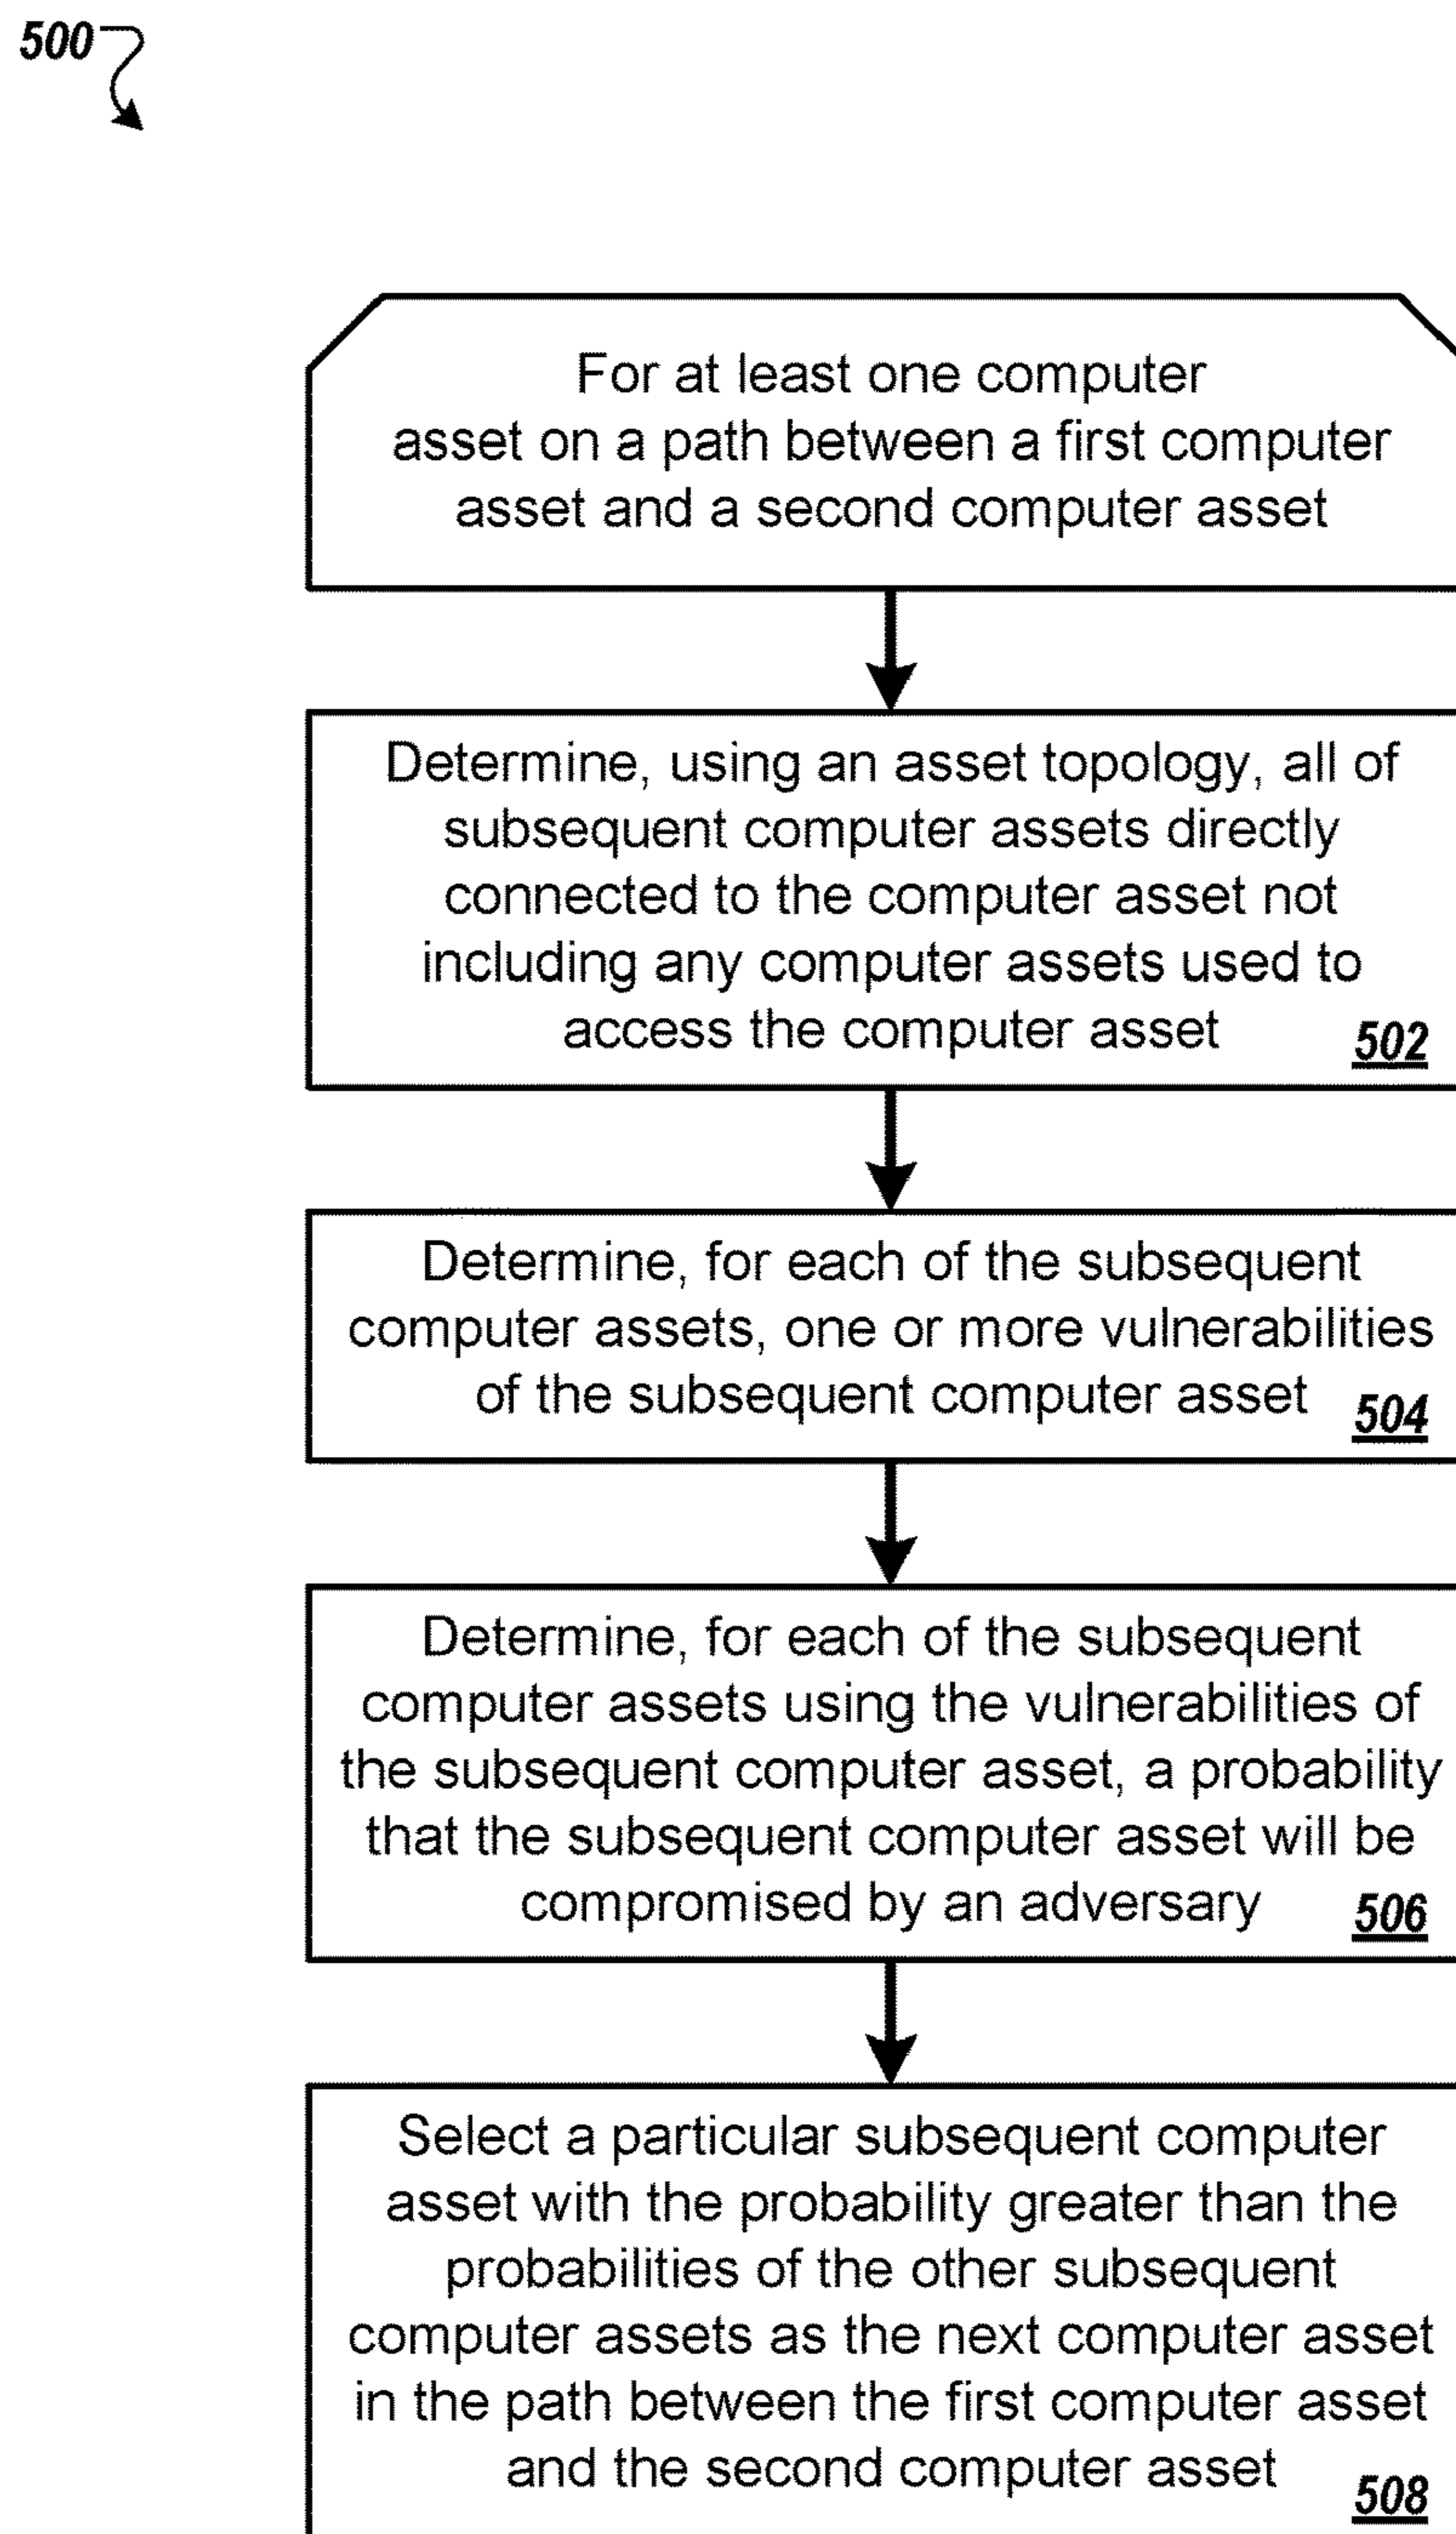 500
For at least one computer
asset on a path between a first computer
asset and a second computer asset
Determine, using an asset topology, all of
subsequent computer assets directly
connected to the computer asset not
including any computer assets used to
access the computer asset
502
Determine, for each of the subsequent
computer assets, one or more vulnerabilities
of the subsequent computer asset
504
Determine, for each of the subsequent
computer assets using the vulnerabilities of
the subsequent computer asset, a probability
that the subsequent computer asset will be
compromised by an adversary
506
Select a particular subsequent computer
asset with the probability greater than the
probabilities of the other subsequent
computer assets as the next computer asset
in the path between the first computer asset
and the second computer asset
508